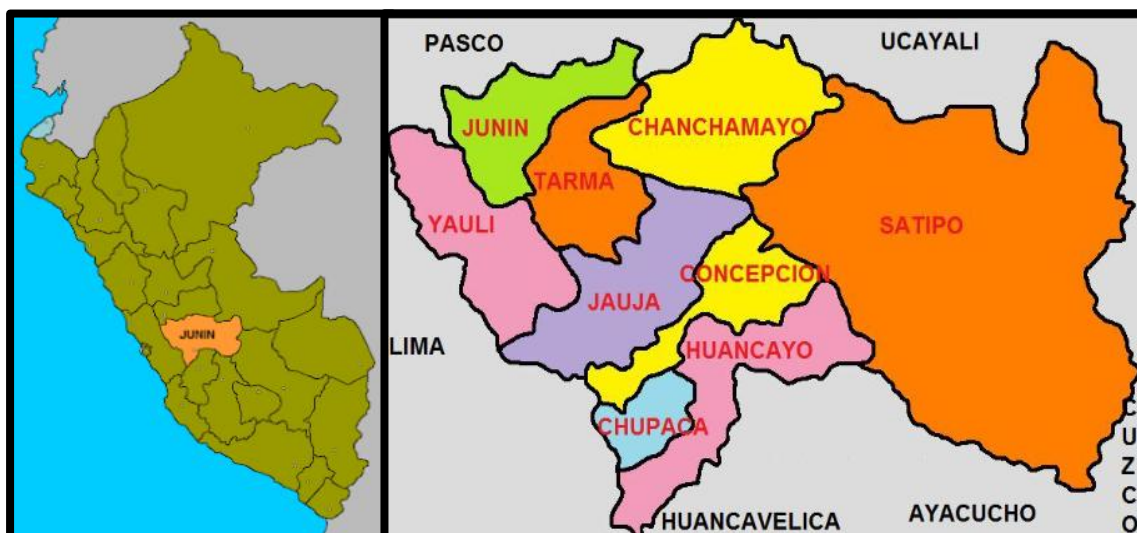 JUNIN
PASCO
UCAYALI
JUNIN
CHANCHAMAYO
TARMA
YAULI
SATIPO
CONCEPCION
JAUJA
LIMA
HUANCAYO
CHUPACA
C
U
Z
C
O
AYACUCHO
HUANCAVELICA